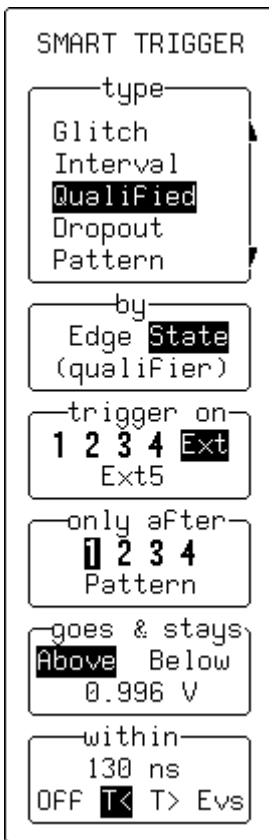 SMART TRIGGER
type
Glitch
Interval
Qualified
Dropout
Pattern
by
Edge State
(qualifier)
trigger on
1 2 3 4 Ext
Ext5
only after
1 2 3 4
Pattern
goes & stays
Above Below
0.996 V
within
130 ns
OFF T< T> Evs